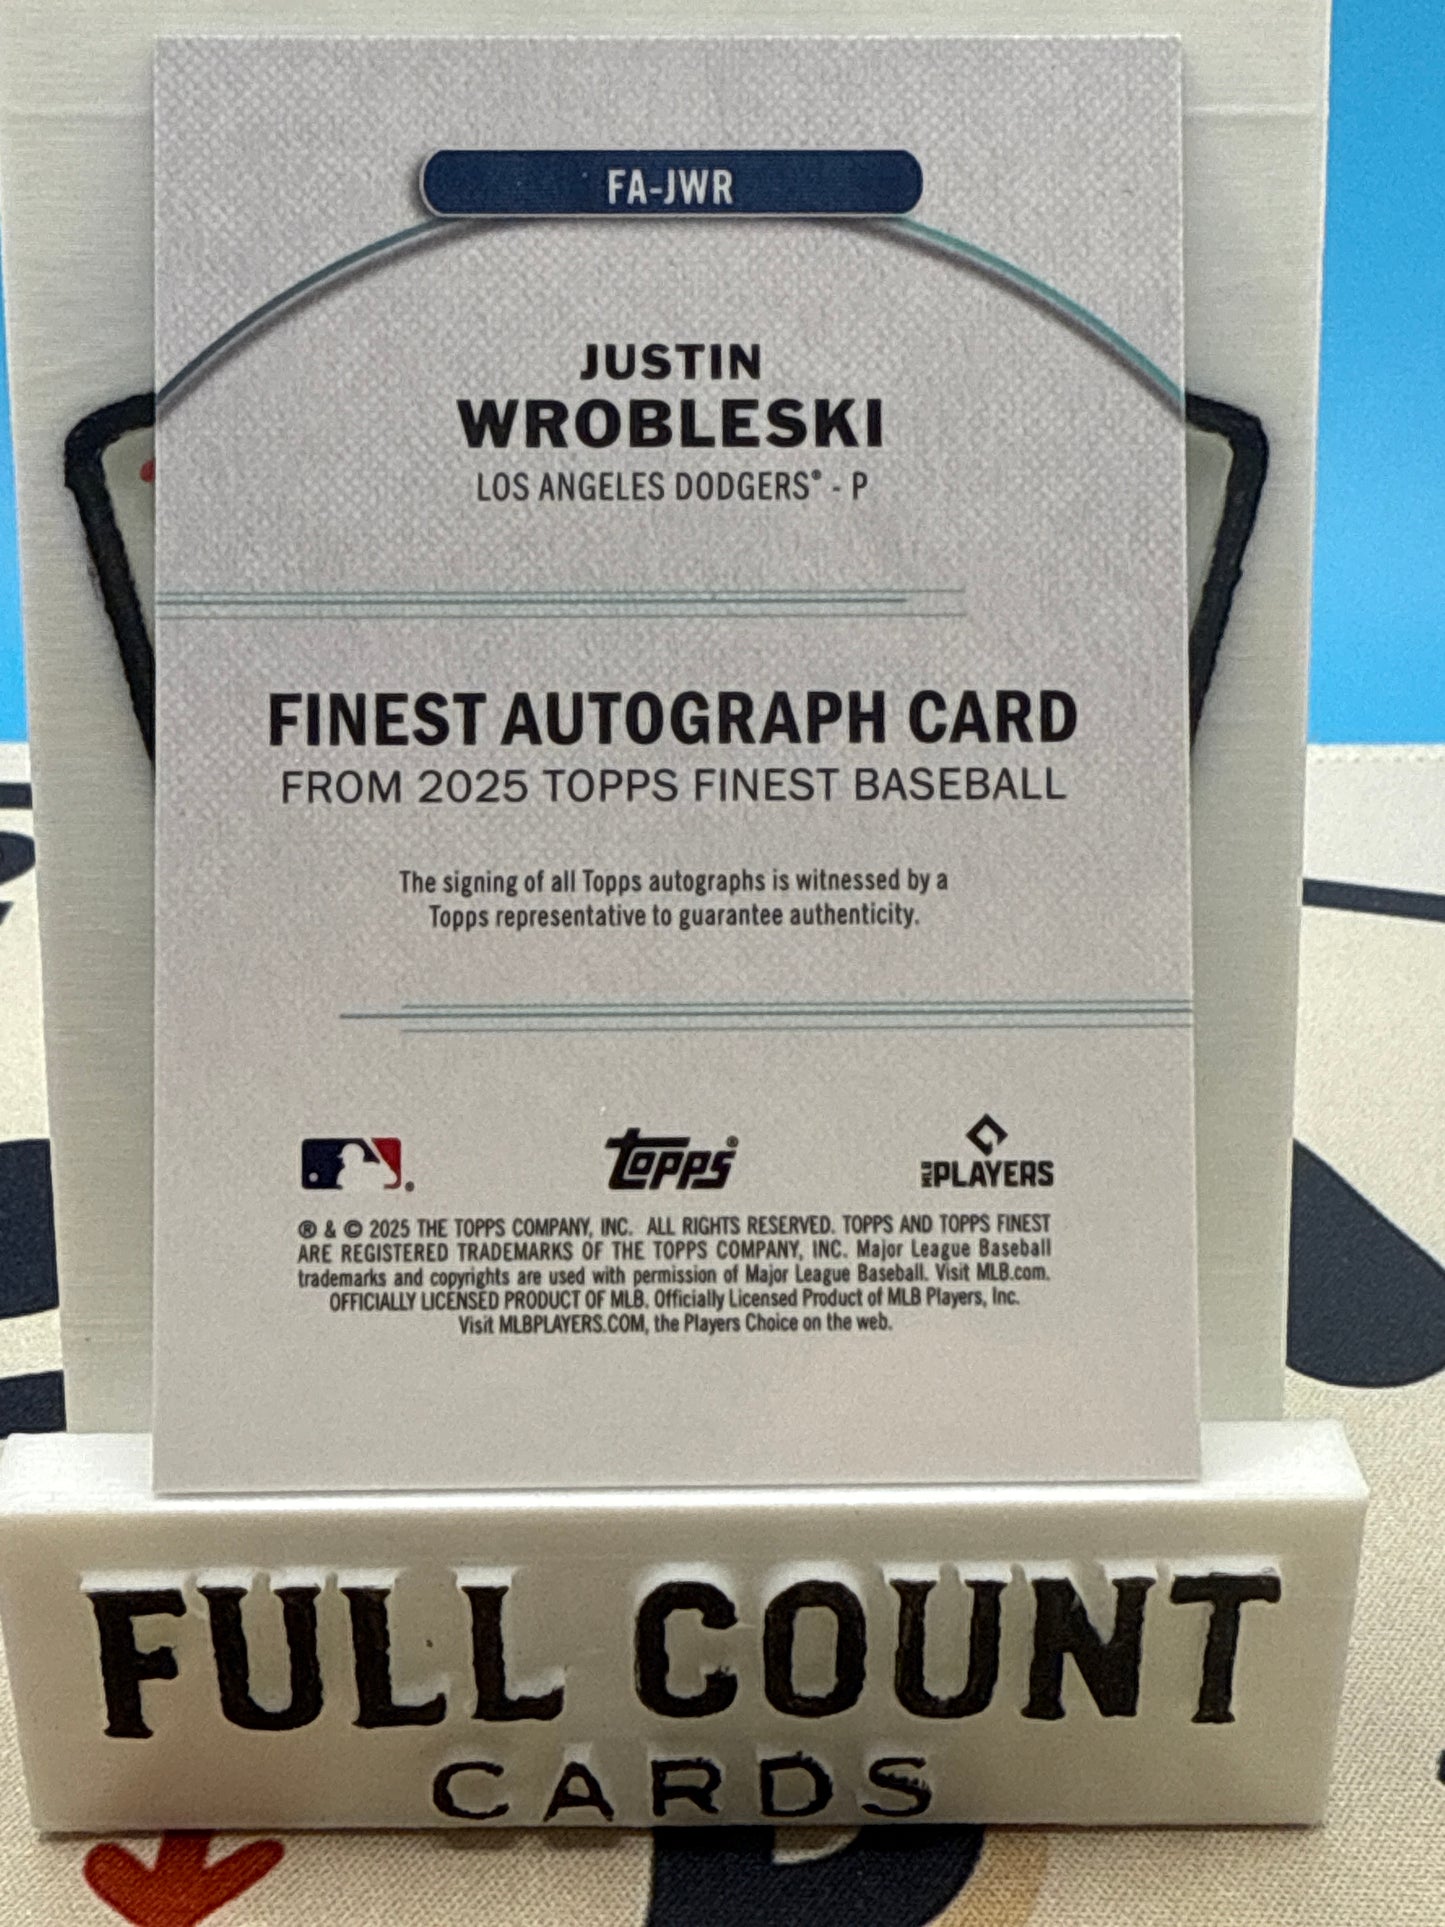 FA-JWR
JUSTIN
WROBLESKI
LOS ANGELES DODGERS® - P
FINEST AUTOGRAPH CARD
FROM 2025 TOPPS FINEST BASEBALL
The signing of all Topps autographs is witnessed by a
Topps representative to guarantee authenticity.
topps®
MLB PLAYERS
® & © 2025 THE TOPPS COMPANY, INC. ALL RIGHTS RESERVED. TOPPS AND TOPPS FINEST
ARE REGISTERED TRADEMARKS OF THE TOPPS COMPANY, INC. Major League Baseball
trademarks and copyrights are used with permission of Major League Baseball. Visit MLB.com.
OFFICIALLY LICENSED PRODUCT OF MLB. Officially Licensed Product of MLB Players, Inc.
Visit MLBPLAYERS.COM, the Players Choice on the web.
FULL COUNT
CARDS